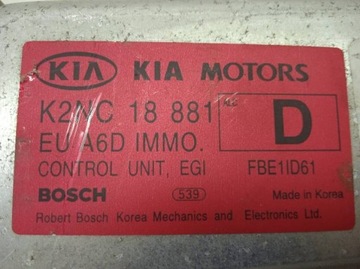 KIA KIA MOTORS
K2NC 18 881
D
EU A6D IMMO.
CONTROL UNIT, EGI FBE1ID61
BOSCH 539 Made in Korea
Robert Bosch Korea Mechanics and Electronics Ltd.